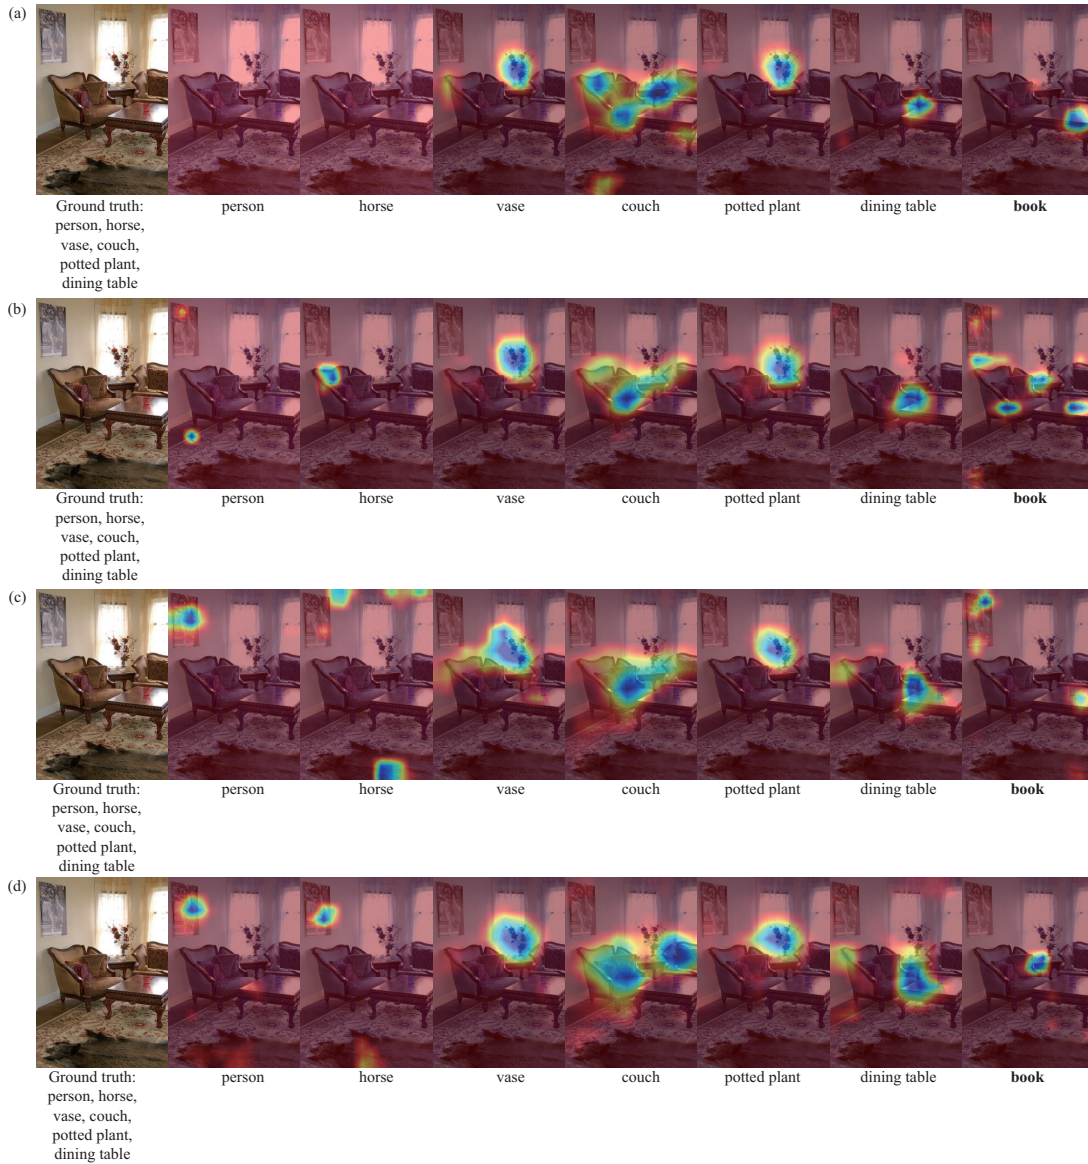 (a)
Ground truth:
person, horse,
vase, couch,
potted plant,
dining table
person
horse
vase
couch
potted plant
dining table
book
(b)
Ground truth:
person, horse,
vase, couch,
potted plant,
dining table
person
horse
vase
couch
potted plant
dining table
book
(c)
Ground truth:
person, horse,
vase, couch,
potted plant,
dining table
person
horse
vase
couch
potted plant
dining table
book
(d)
Ground truth:
person, horse,
vase, couch,
potted plant,
dining table
person
horse
vase
couch
potted plant
dining table
book